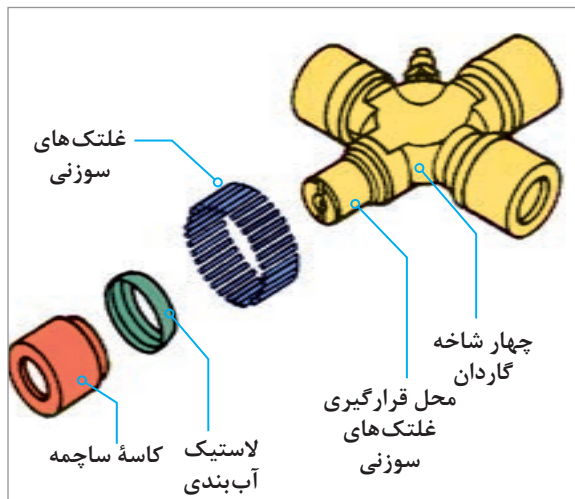 غلتک‌های
سوزنی
چهار شاخه
گاردان
محل قرارگیری
غلتک‌های
سوزنی
لاستیک
آب‌بندی
کاسهٔ ساچمه